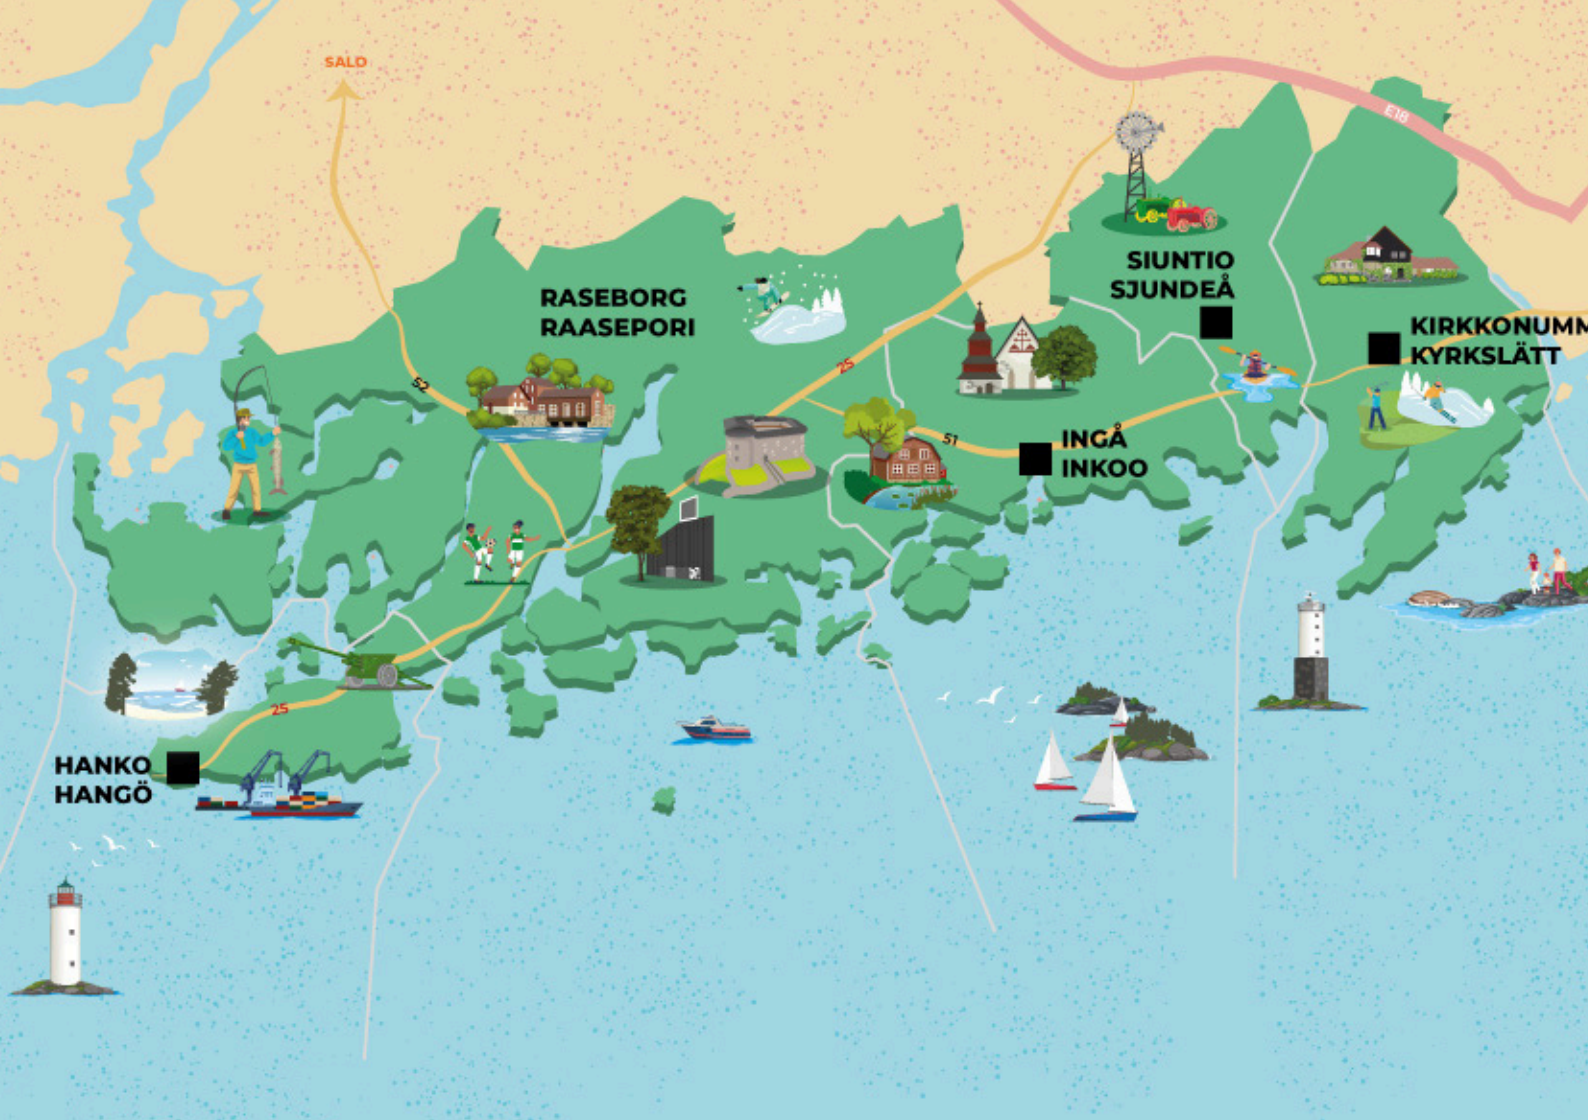 SALO
E18
SIUNTIO
SJUNDEÅ
RASEBORG
RAASEPORI
KIRKKONUMM
KYRKSLÄTT
25
52
51
INGÅ
INKOO
25
HANKO
HANGÖ